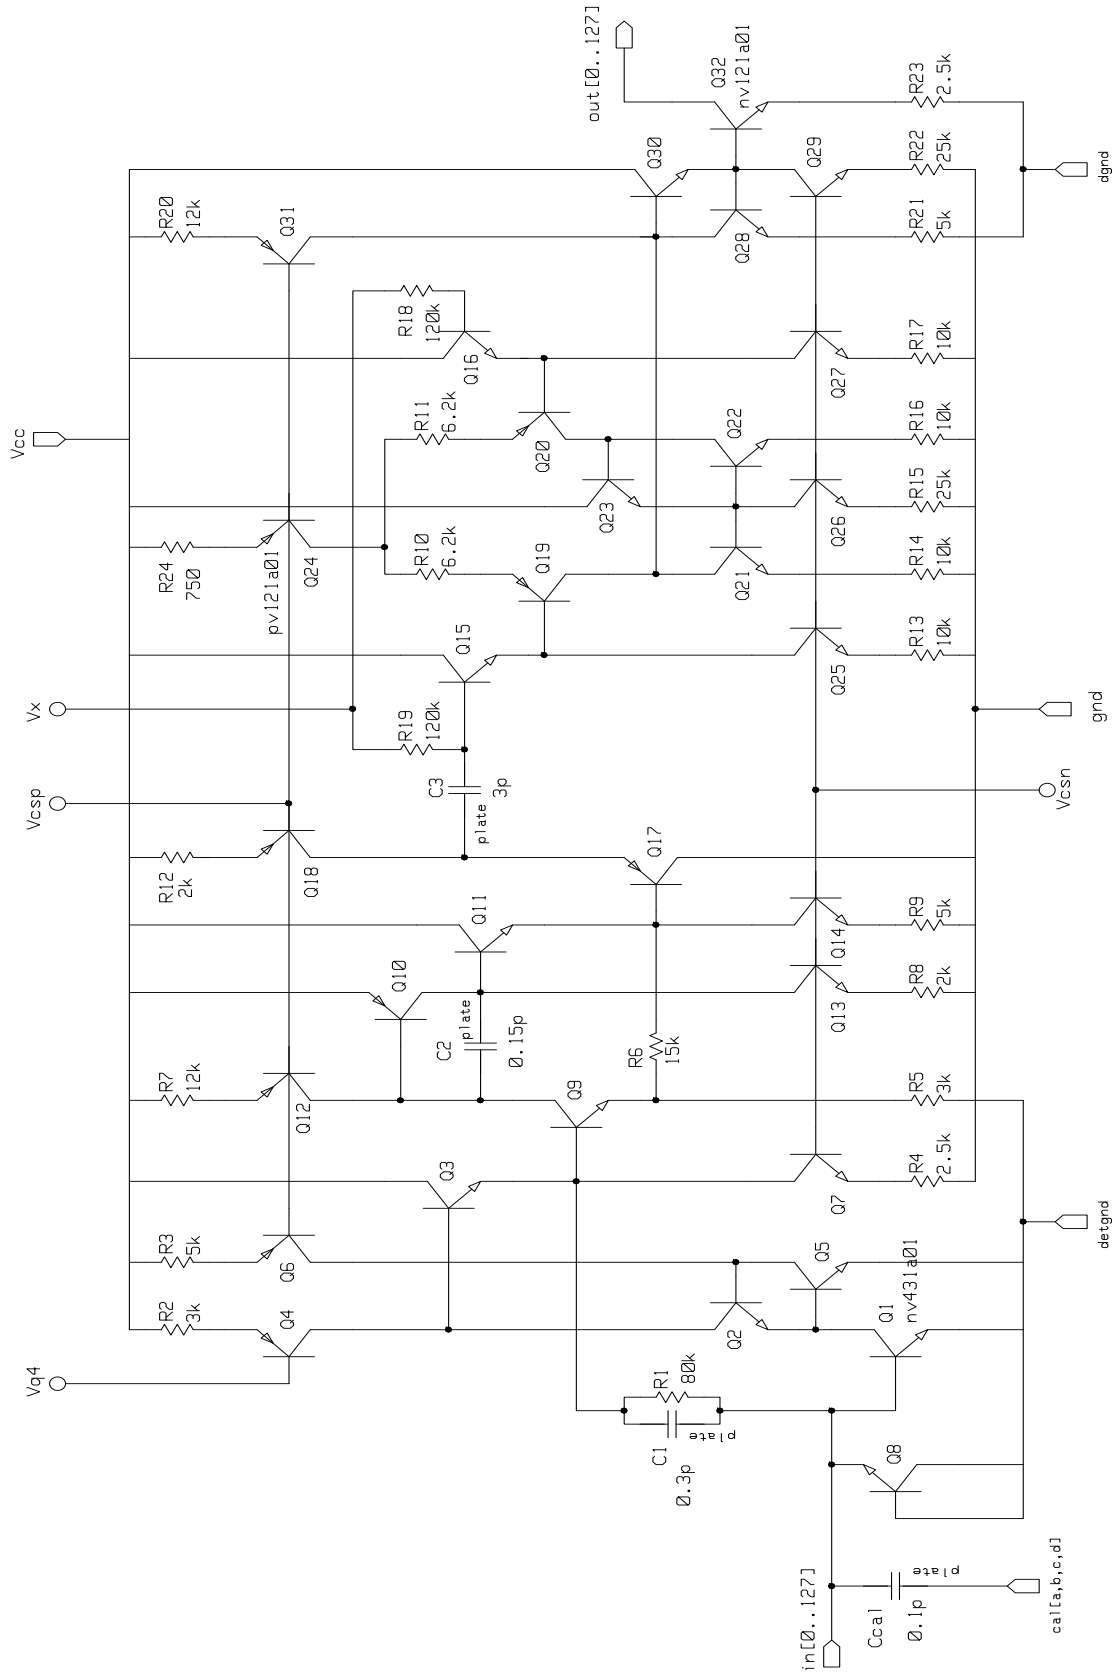 out[0..127]
Q32
nv121a01
R23
2.5k
Q30
Q29
R22
25k
dgnd
R20
12k
Q31
Q28
R21
5k
R18
120k
Q16
Q27
R17
10k
Vcc
R11
6.2k
Q20
Q22
R16
10k
Q23
Q26
R15
25k
R24
750
pv121a01
Q24
R10
6.2k
Q19
Q21
R14
10k
Q15
Q25
R13
10k
Vx
R19
120k
gnd
Vcsp
C3
3p
plate
Vcsn
R12
2k
Q18
Q17
Q11
Q14
R9
5k
Q10
plate
C2
0.15p
Q13
R8
2k
R6
15k
R7
12k
Q12
Q9
R5
3k
Q3
Q7
R4
2.5k
R3
5k
Q6
Q5
detgnd
R2
3k
Q4
Q2
Q1
nv431a01
Vq4
R1
80k
C1
0.3p
plate
Q8
in[0..127]
Ccal
0.1p
plate
cal[a,b,c,d]